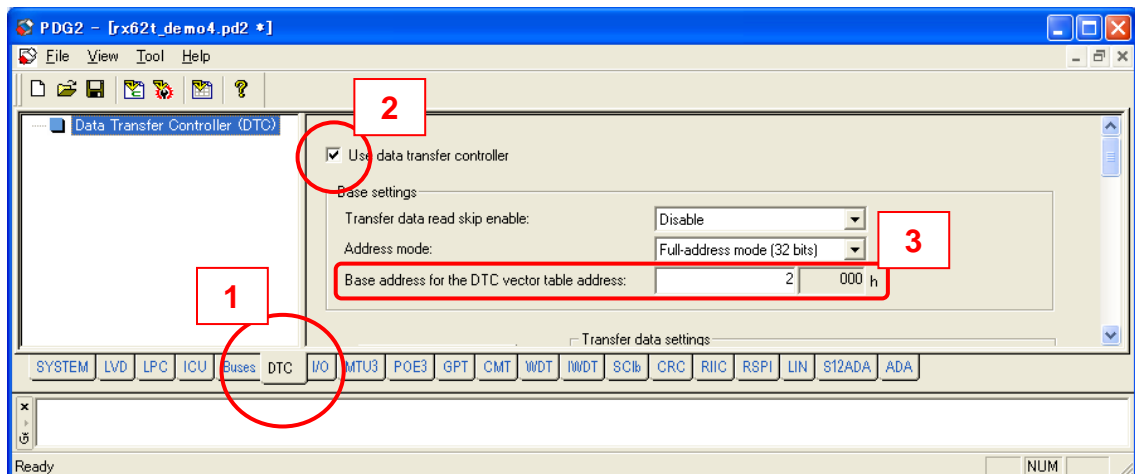 PDG2 - [rx62t_demo4.pd2 *]
File View Tool Help
2
Data Transfer Controller (DTC)
Use data transfer controller
Base settings
Transfer data read skip enable: Disable
Address mode: Full-address mode (32 bits)
3
Base address for the DTC vector table address: 2 000 h
1
Transfer data settings
SYSTEM LVD LPC ICU Buses DTC I/O MTU3 POE3 GPT CMT WDT IWDT SCIb CRC RIIC RSPI LIN S12ADA ADA
Ready NUM